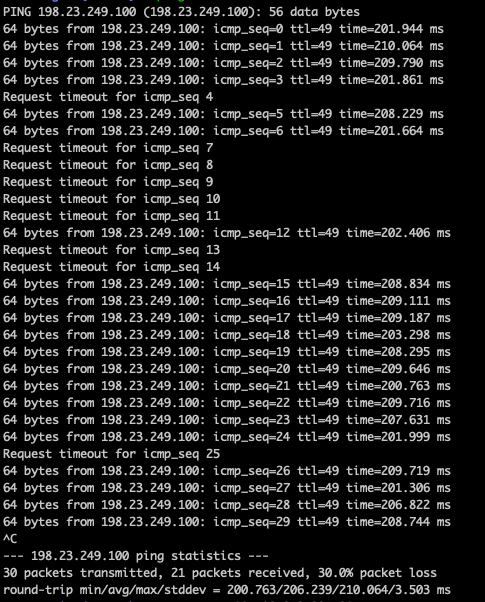 PING 198.23.249.100 (198.23.249.100): 56 data bytes
64 bytes from 198.23.249.100: icmp_seq=0 ttl=49 time=201.944 ms
64 bytes from 198.23.249.100: icmp_seq=1 ttl=49 time=210.064 ms
64 bytes from 198.23.249.100: icmp_seq=2 ttl=49 time=209.790 ms
64 bytes from 198.23.249.100: icmp_seq=3 ttl=49 time=201.861 ms
Request timeout for icmp_seq 4
64 bytes from 198.23.249.100: icmp_seq=5 ttl=49 time=208.229 ms
64 bytes from 198.23.249.100: icmp_seq=6 ttl=49 time=201.664 ms
Request timeout for icmp_seq 7
Request timeout for icmp_seq 8
Request timeout for icmp_seq 9
Request timeout for icmp_seq 10
Request timeout for icmp_seq 11
64 bytes from 198.23.249.100: icmp_seq=12 ttl=49 time=202.406 ms
Request timeout for icmp_seq 13
Request timeout for icmp_seq 14
64 bytes from 198.23.249.100: icmp_seq=15 ttl=49 time=208.834 ms
64 bytes from 198.23.249.100: icmp_seq=16 ttl=49 time=209.111 ms
64 bytes from 198.23.249.100: icmp_seq=17 ttl=49 time=209.187 ms
64 bytes from 198.23.249.100: icmp_seq=18 ttl=49 time=203.298 ms
64 bytes from 198.23.249.100: icmp_seq=19 ttl=49 time=208.295 ms
64 bytes from 198.23.249.100: icmp_seq=20 ttl=49 time=209.646 ms
64 bytes from 198.23.249.100: icmp_seq=21 ttl=49 time=200.763 ms
64 bytes from 198.23.249.100: icmp_seq=22 ttl=49 time=209.716 ms
64 bytes from 198.23.249.100: icmp_seq=23 ttl=49 time=207.631 ms
64 bytes from 198.23.249.100: icmp_seq=24 ttl=49 time=201.999 ms
Request timeout for icmp_seq 25
64 bytes from 198.23.249.100: icmp_seq=26 ttl=49 time=209.719 ms
64 bytes from 198.23.249.100: icmp_seq=27 ttl=49 time=201.306 ms
64 bytes from 198.23.249.100: icmp_seq=28 ttl=49 time=206.822 ms
64 bytes from 198.23.249.100: icmp_seq=29 ttl=49 time=208.744 ms
^C
--- 198.23.249.100 ping statistics ---
30 packets transmitted, 21 packets received, 30.0% packet loss
round-trip min/avg/max/stddev = 200.763/206.239/210.064/3.503 ms